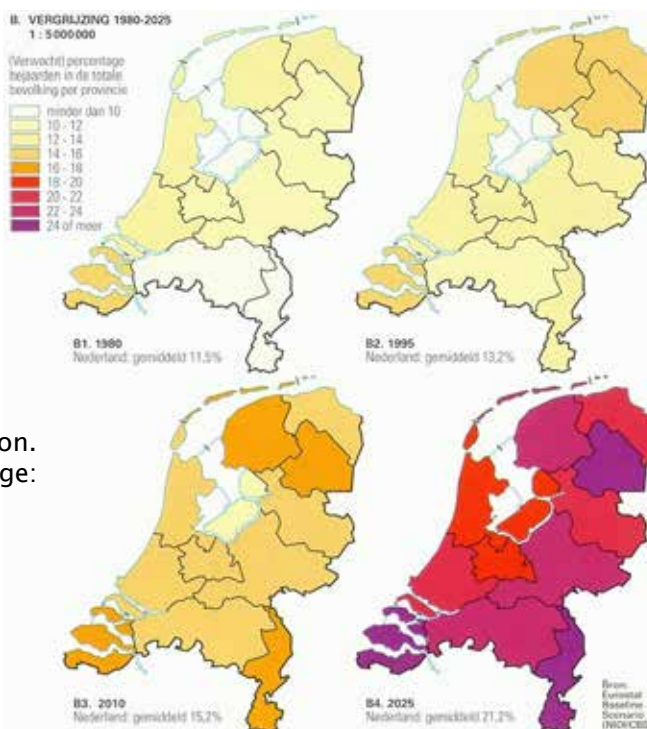 B. VERGRIJZING 1980-2025
1 : 5 000 000
(Verwacht) percentage
bejaarden in de totale
bevolking per provincie
minder dan 10
10 - 12
12 - 14
14 - 16
16 - 18
18 - 20
20 - 22
22 - 24
24 of meer
B1. 1980
Nederland: gemiddeld 11,5%
B2. 1995
Nederland: gemiddeld 13,2%
on.
ge:
B3. 2010
Nederland: gemiddeld 15,2%
B4. 2025
Nederland: gemiddeld 21,2%
Bron:
Eurostat
Baseline
Scenario
(NIDI/CBS